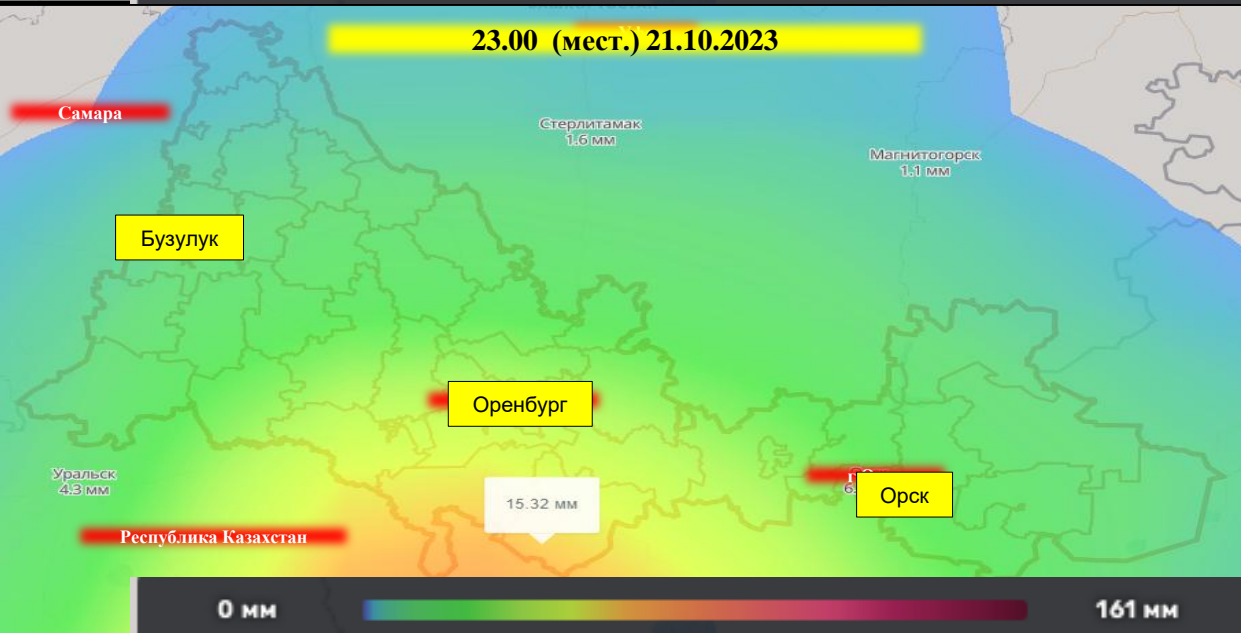 23.00 (мест.) 21.10.2023
Самара
Стерлитамак
1.6 мм
Магнитогорск
1.1 мм
Бузулук
Оренбург
Уральск
4.3 мм
15.32 мм
Орск
Республика Казахстан
0 мм
161 мм